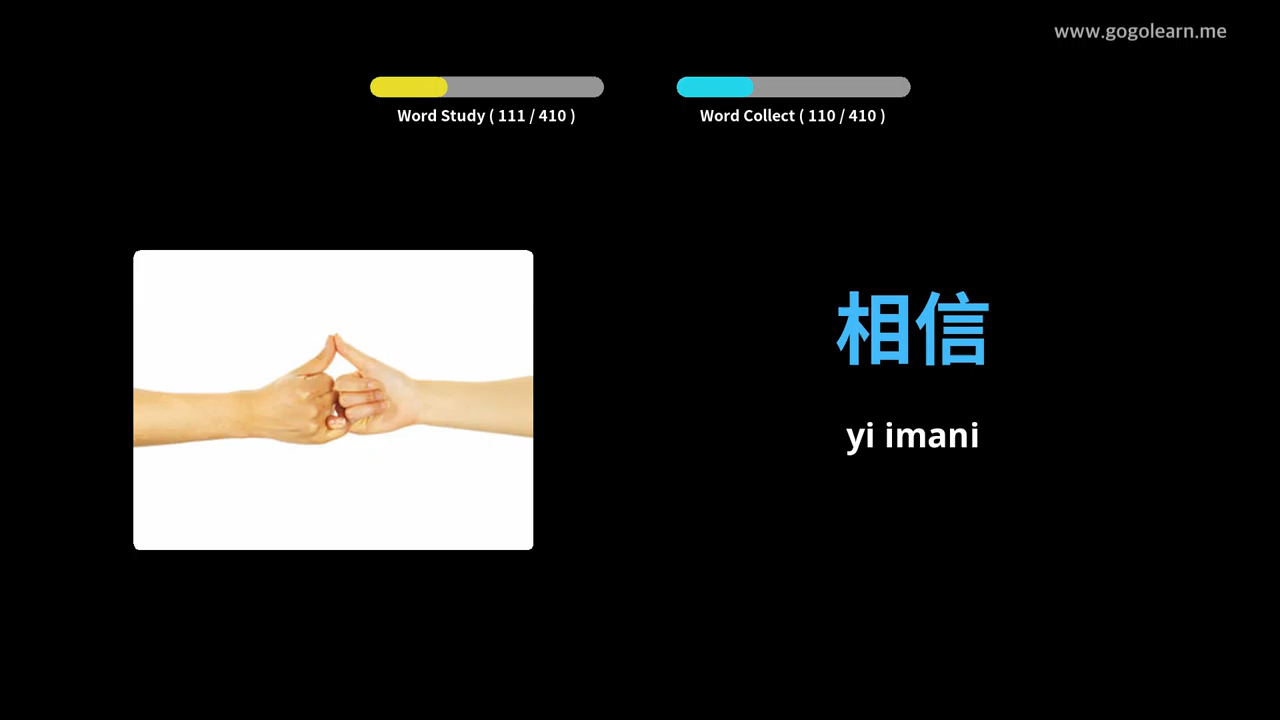 www.gogolearn.me
Word Study ( 111 / 410 )
Word Collect ( 110 / 410 )
相信
yi imani